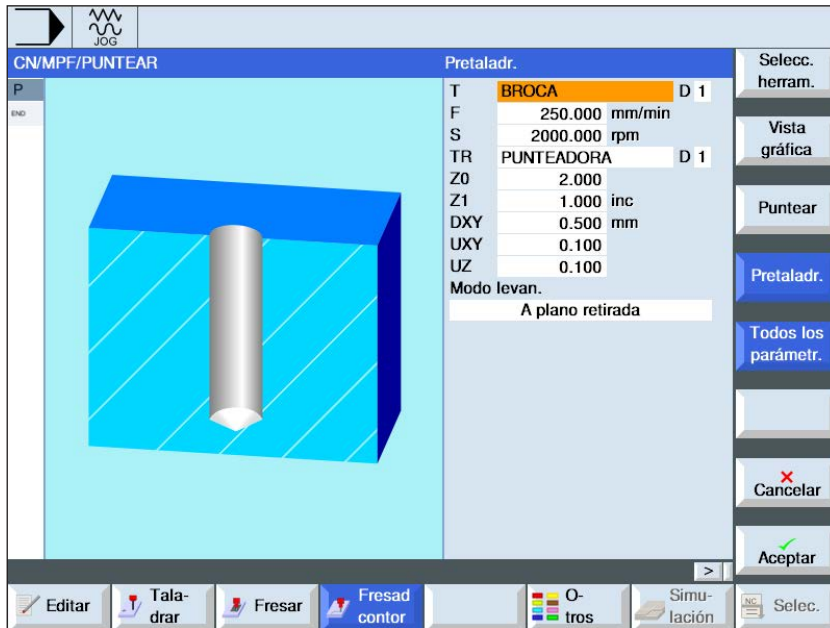 JOG
CN/MPF/PUNTEAR
Pretaladr.
P
END
T BROCA D 1
F 250.000 mm/min
S 2000.000 rpm
TR PUNTEADORA D 1
Z0 2.000
Z1 1.000 inc
DXY 0.500 mm
UXY 0.100
UZ 0.100
Modo levan.
A plano retirada
Selecc.
herram.
Vista
gráfica
Puntear
Pretaladr.
Todos los
parámetr.
Cancelar
Aceptar
>
Editar
Tala-
drar
Fresar
Fresad
contor
O-
tros
Simu-
lación
NC
Selec.